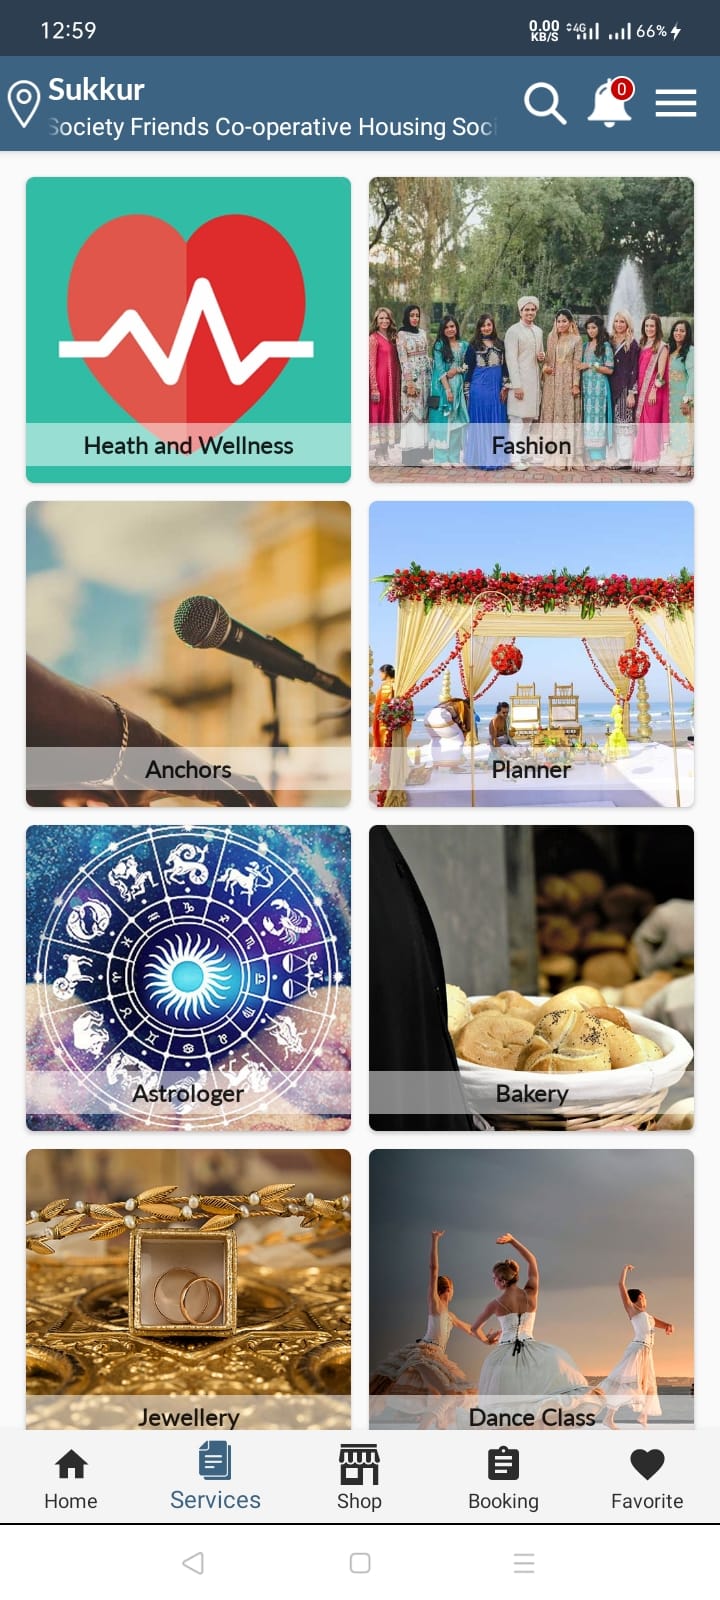 12:59
0.00
KB/S
4G
66%
Sukkur
Society Friends Co-operative Housing Soc
0
Heath and Wellness
Fashion
Anchors
Planner
Astrologer
Bakery
Jewellery
Dance Class
Home
Services
Shop
Booking
Favorite